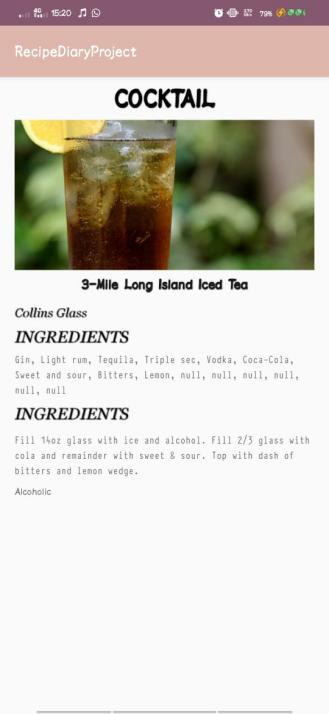 4G 15:20 79%
RecipeDiaryProject
COCKTAIL
3-Mile Long Island Iced Tea
Collins Glass
INGREDIENTS
Gin, Light rum, Tequila, Triple sec, Vodka, Coca-Cola,
Sweet and sour, Bitters, Lemon, null, null, null, null,
null, null
INGREDIENTS
Fill 14oz glass with ice and alcohol. Fill 2/3 glass with
cola and remainder with sweet & sour. Top with dash of
bitters and lemon wedge.
Alcoholic